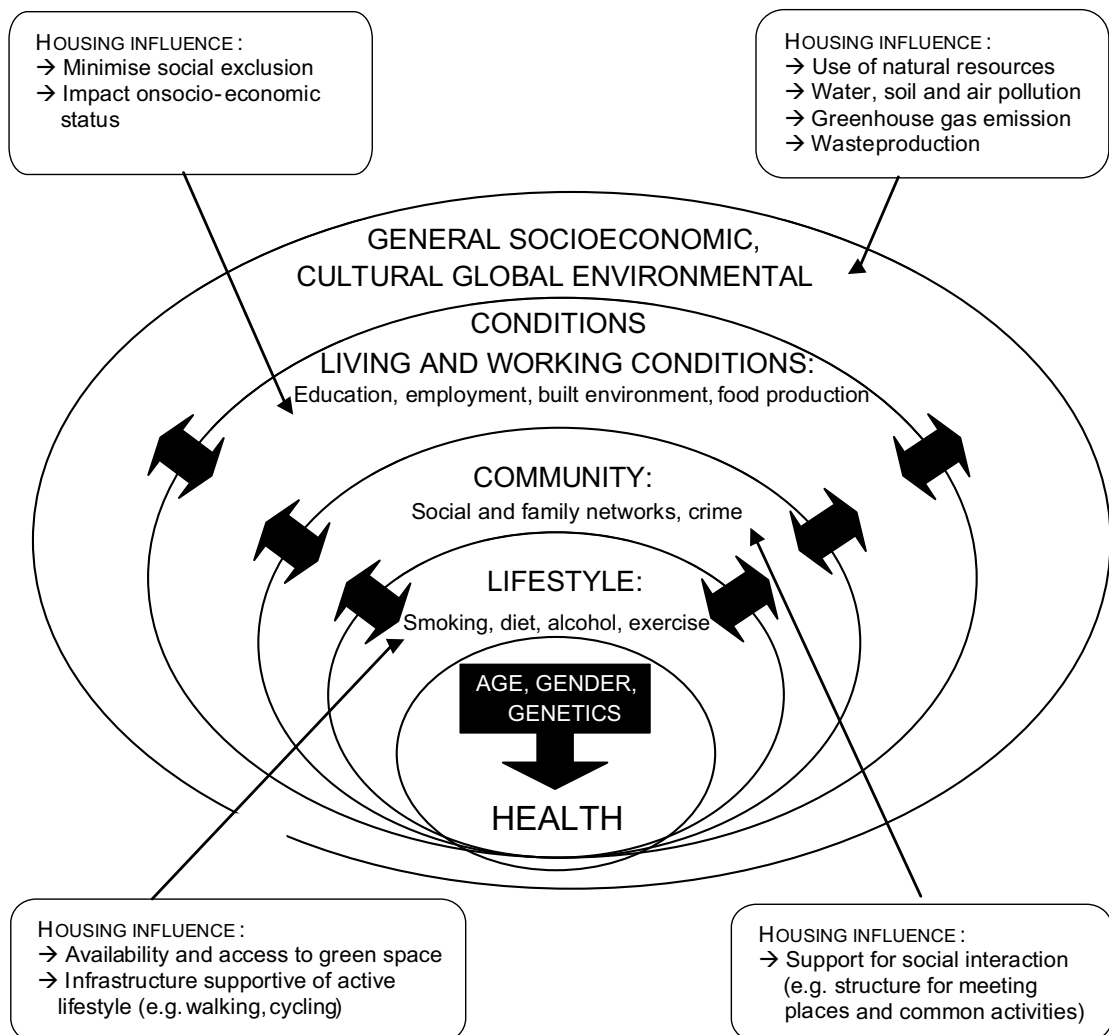 HOUSING INFLUENCE :
→ Minimise social exclusion
→ Impact onsocio-economic
status
HOUSING INFLUENCE :
→ Use of natural resources
→ Water, soil and air pollution
→ Greenhouse gas emission
→ Wasteproduction
GENERAL SOCIOECONOMIC,
CULTURAL GLOBAL ENVIRONMENTAL
CONDITIONS
LIVING AND WORKING CONDITIONS:
Education, employment, built environment, food production
COMMUNITY:
Social and family networks, crime
LIFESTYLE:
Smoking, diet, alcohol, exercise
AGE, GENDER,
GENETICS
HEALTH
HOUSING INFLUENCE :
→ Availability and access to green space
→ Infrastructure supportive of active
lifestyle (e.g. walking, cycling)
HOUSING INFLUENCE :
→ Support for social interaction
(e.g. structure for meeting
places and common activities)